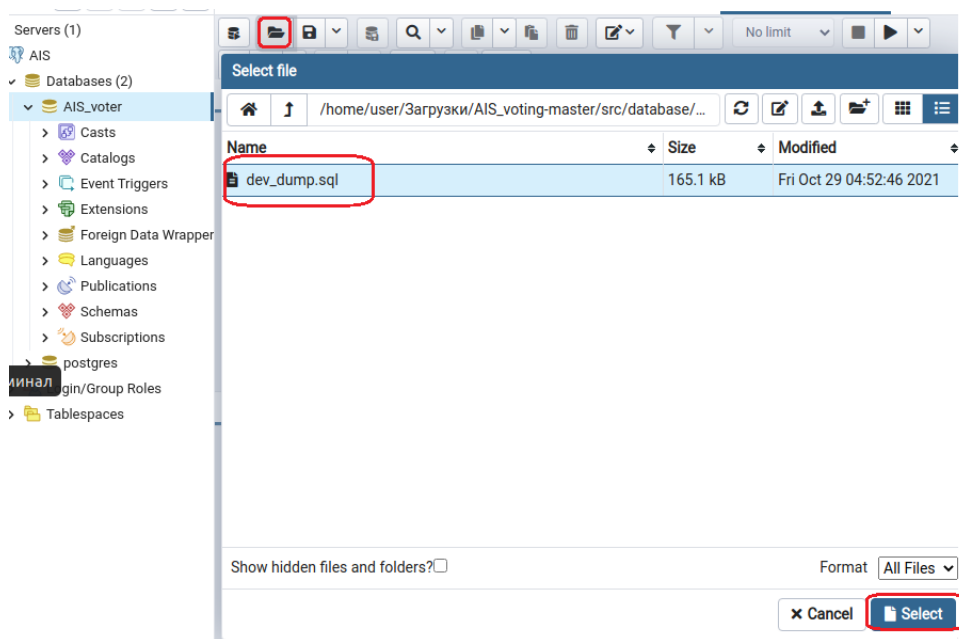 Servers (1)
AIS
Databases (2)
AIS_voter
Casts
Catalogs
Event Triggers
Extensions
Foreign Data Wrapper
Languages
Publications
Schemas
Subscriptions
postgres
минал
gin/Group Roles
Tablespaces
No limit
Select file
/home/user/Загрузки/AIS_voting-master/src/database/...
Name Size Modified
dev_dump.sql 165.1 kB Fri Oct 29 04:52:46 2021
Show hidden files and folders?
Format All Files
Cancel Select